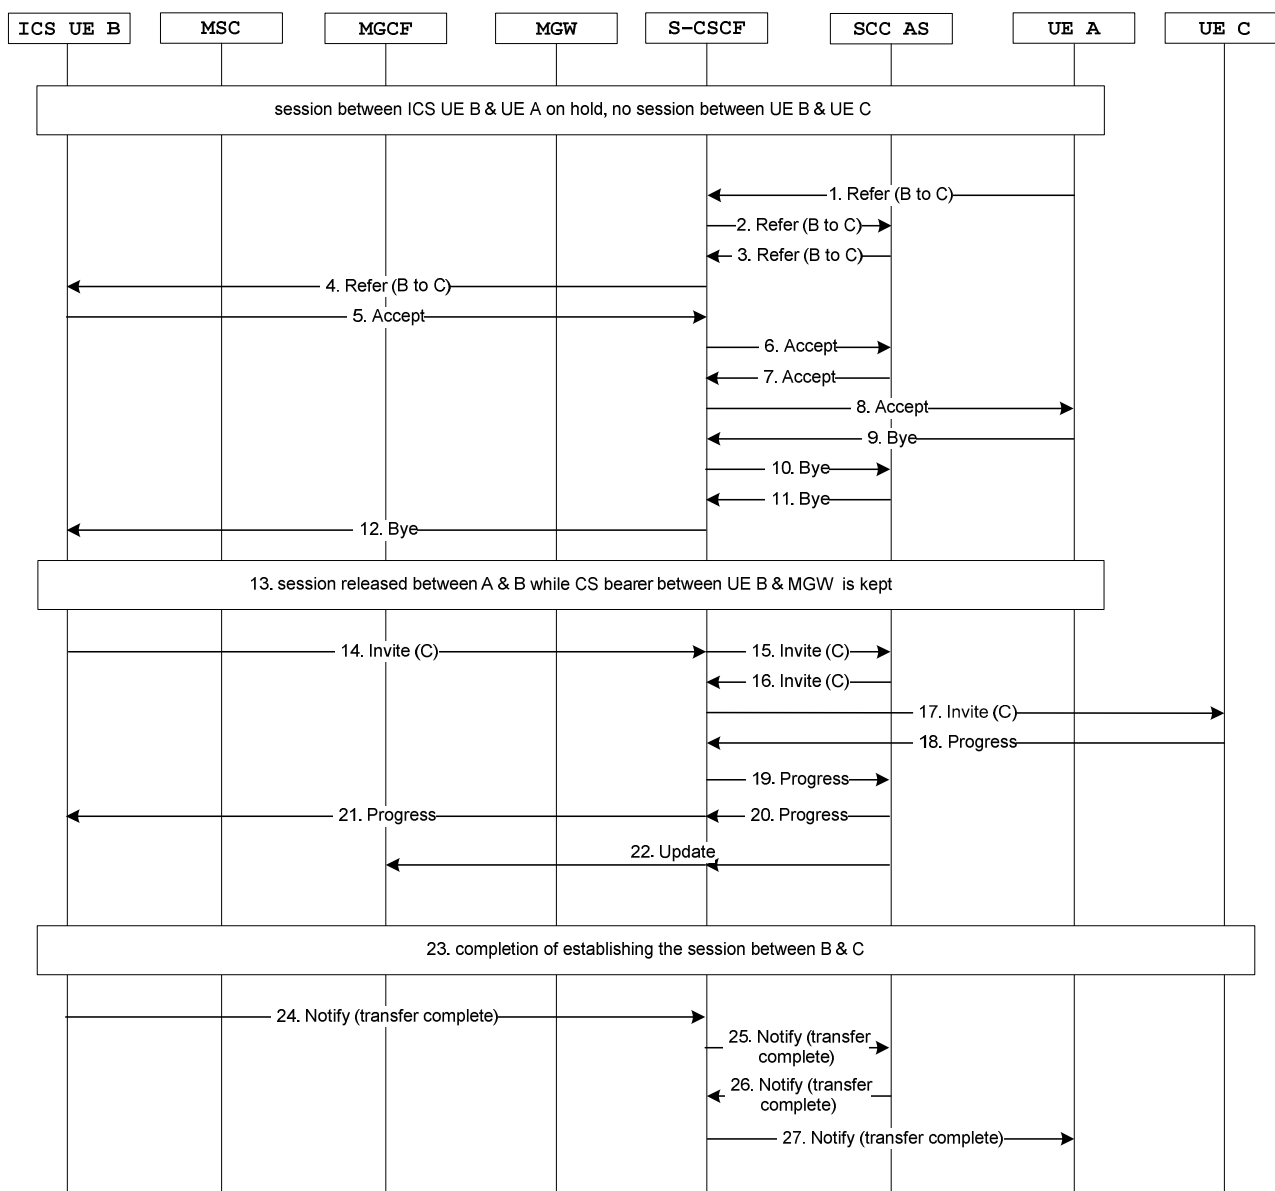 ICS UE B
MSC
MGCF
MGW
S-CSCF
SCC AS
UE A
UE C
session between ICS UE B & UE A on hold, no session between UE B & UE C
1. Refer (B to C)
2. Refer (B to C)
3. Refer (B to C)
4. Refer (B to C)
5. Accept
6. Accept
7. Accept
8. Accept
9. Bye
10. Bye
11. Bye
12. Bye
13. session released between A & B while CS bearer between UE B & MGW is kept
14. Invite (C)
15. Invite (C)
16. Invite (C)
17. Invite (C)
18. Progress
19. Progress
21. Progress
20. Progress
22. Update
23. completion of establishing the session between B & C
24. Notify (transfer complete)
25. Notify (transfer
complete)
26. Notify (transfer
complete)
27. Notify (transfer complete)